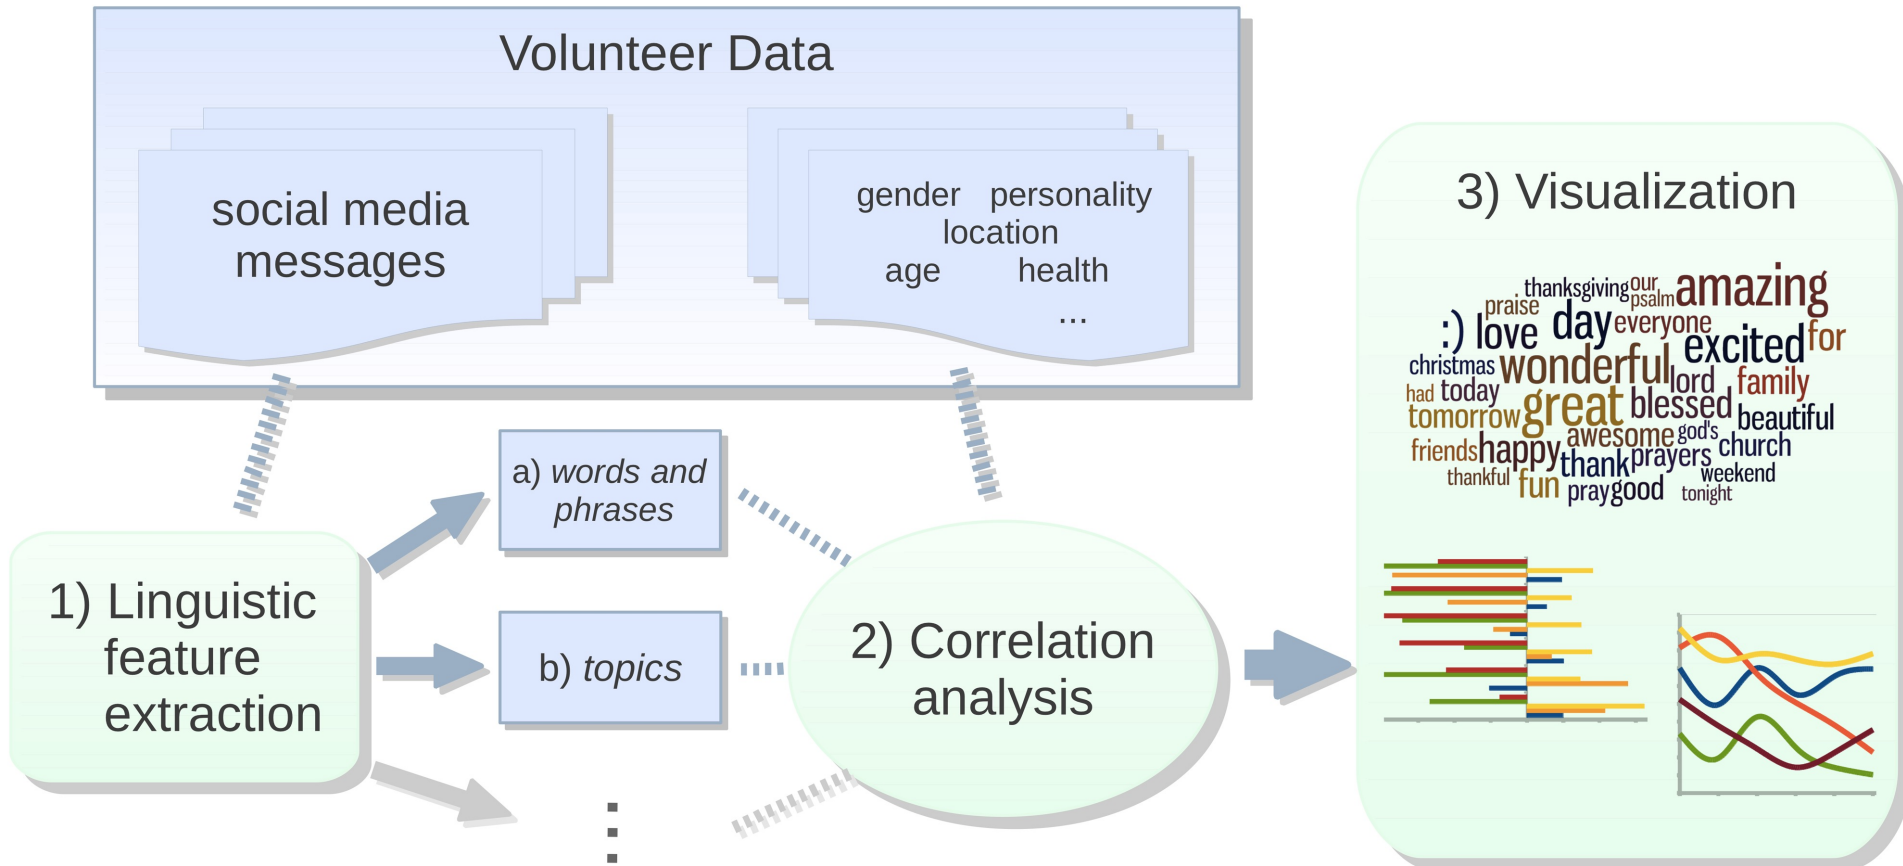 Volunteer Data
social media
messages
gender personality
location
age health
...
a) words and
phrases
1) Linguistic
feature
extraction
b) topics
2) Correlation
analysis
3) Visualization
thanksgiving our amazing
praise psalm
:) love day everyone
excited for
christmas wonderful lord family
had today
tomorrow great blessed beautiful
friends happy awesome god's church
thank prayers
thankful fun weekend
pray good tonight